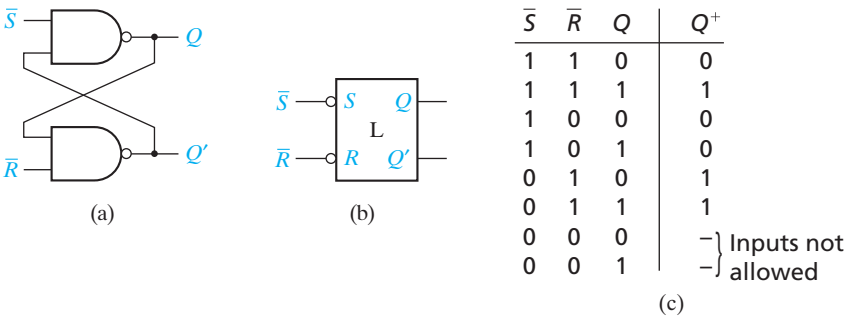 S̅
Q
R̅
Q′
(a)
S̅ S Q
L
R̅ R Q′
(b)
S̅ R̅ Q Q⁺
1 1 0 0
1 1 1 1
1 0 0 0
1 0 1 0
0 1 0 1
0 1 1 1
0 0 0 – Inputs not
0 0 1 – allowed
(c)